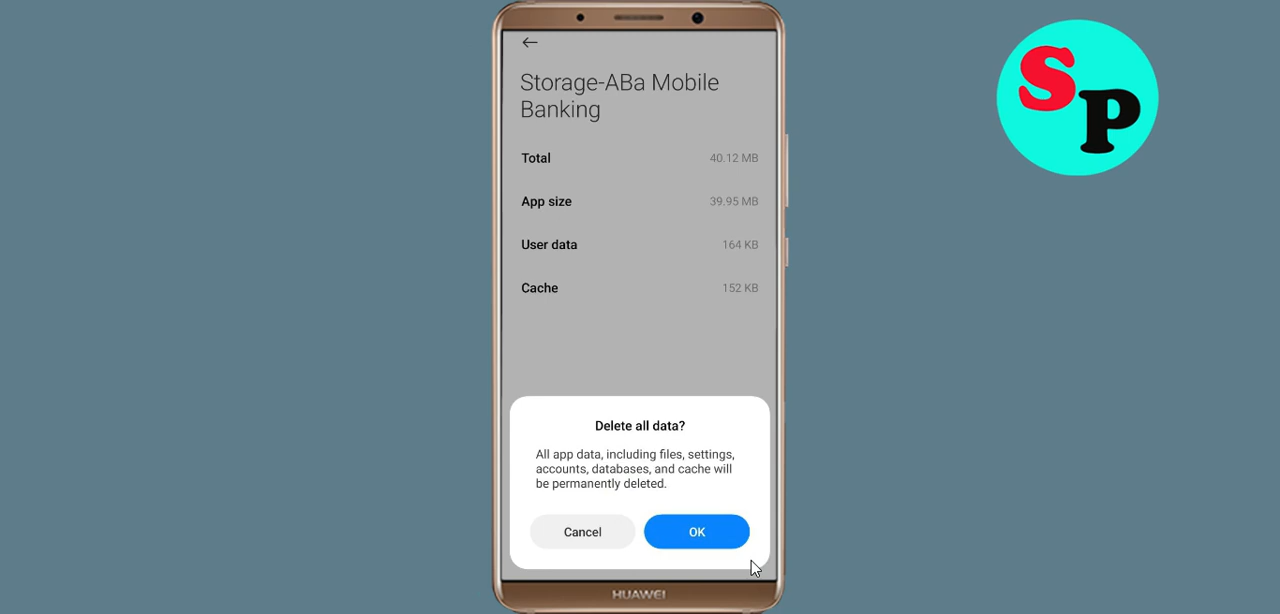 Storage-ABa Mobile
Banking
Total 40.12 MB
App size 39.95 MB
User data 164 KB
Cache 152 KB
Delete all data?
All app data, including files, settings,
accounts, databases, and cache will
be permanently deleted.
Cancel OK
HUAWEI
SP